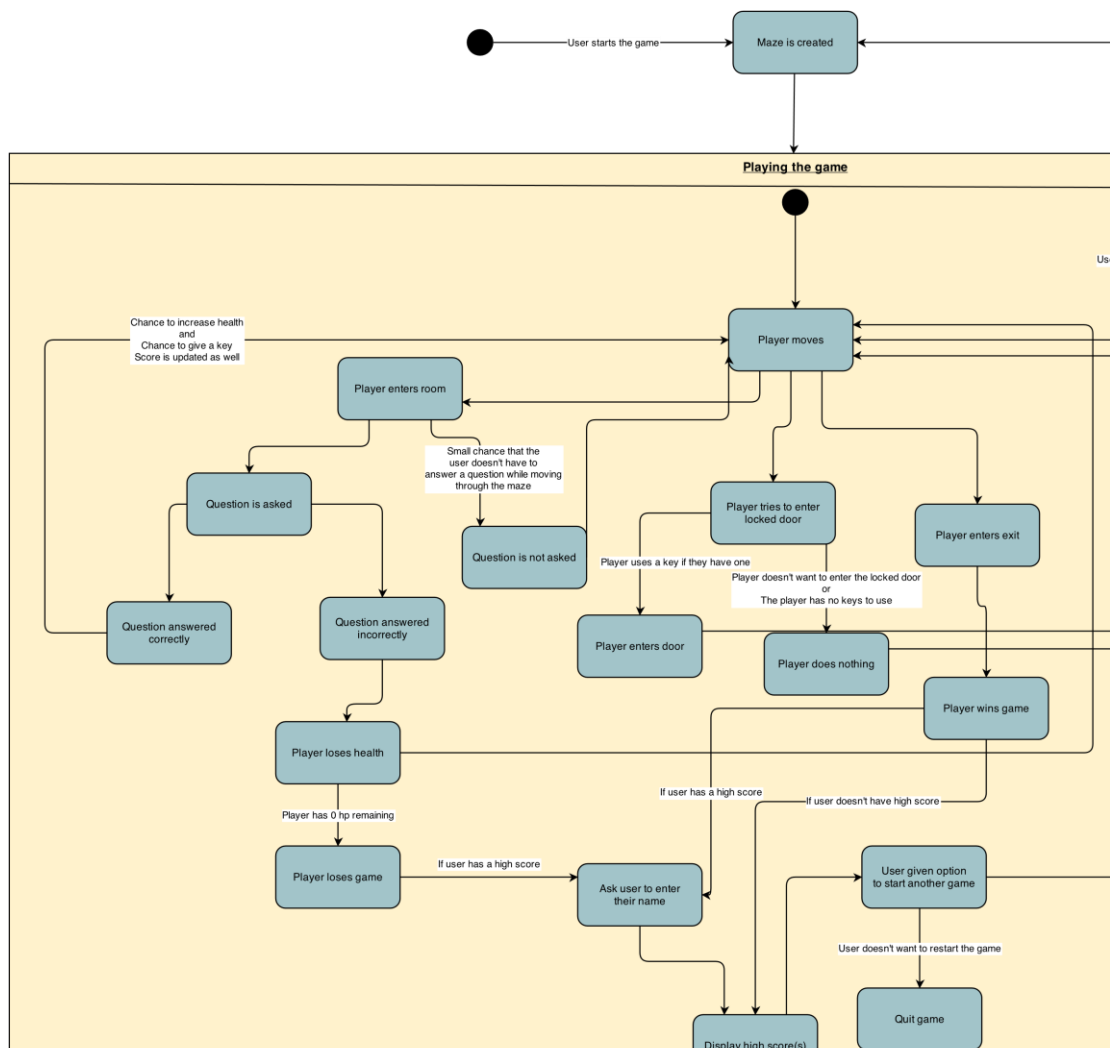 User starts the game
Maze is created
Playing the game
Use
Chance to increase health
and
Chance to give a key
Score is updated as well
Player moves
Player enters room
Small chance that the
user doesn't have to
answer a question while moving
through the maze
Question is asked
Player tries to enter
locked door
Player enters exit
Question is not asked
Player uses a key if they have one
Player doesn't want to enter the locked door
or
The player has no keys to use
Question answered
correctly
Question answered
incorrectly
Player enters door
Player does nothing
Player wins game
Player loses health
If user has a high score
If user doesn't have high score
Player has 0 hp remaining
Player loses game
If user has a high score
Ask user to enter
their name
User given option
to start another game
User doesn't want to restart the game
Quit game
Display high score(s)